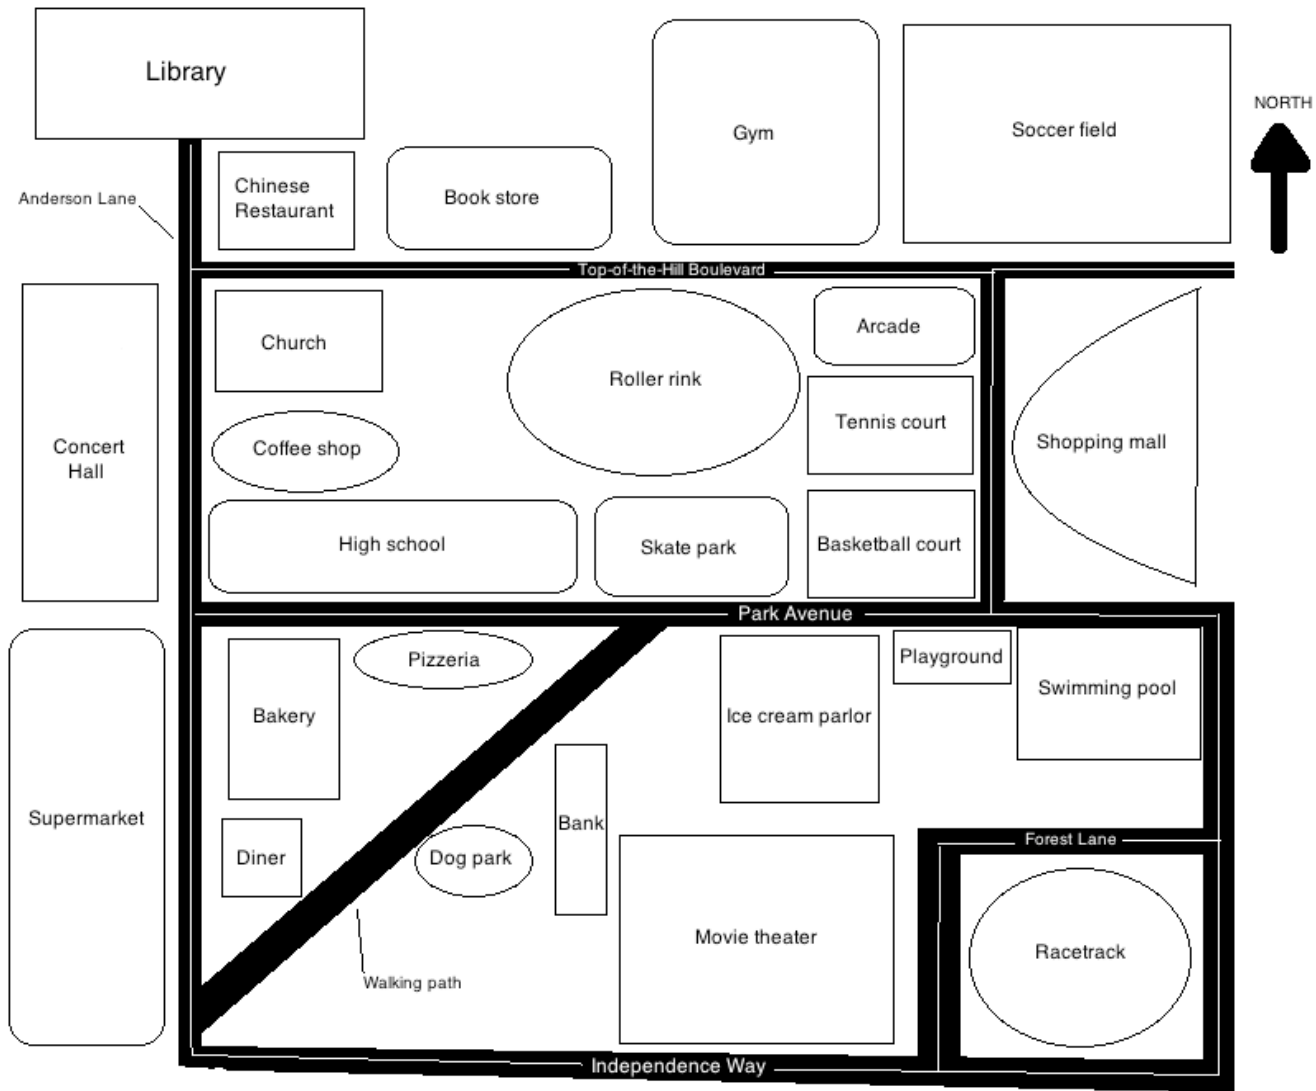 Library
NORTH
Gym
Soccer field
Chinese
Restaurant
Book store
Anderson Lane
Top-of-the-Hill Boulevard
Church
Roller rink
Arcade
Tennis court
Concert
Hall
Coffee shop
Shopping mall
High school
Skate park
Basketball court
Park Avenue
Pizzeria
Playground
Bakery
Ice cream parlor
Swimming pool
Supermarket
Bank
Diner
Dog park
Forest Lane
Movie theater
Racetrack
Walking path
Independence Way